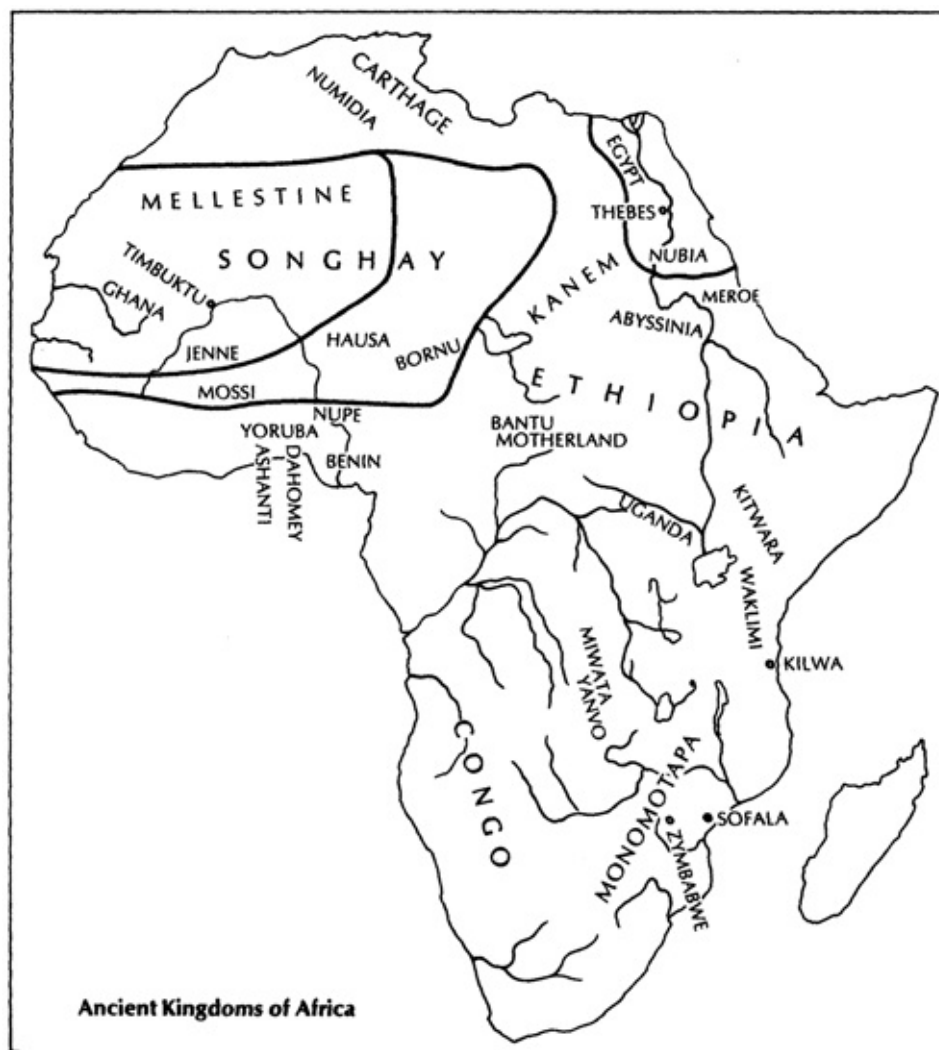 CARTHAGE
NUMIDIA
EGYPT
MELLESTINE
THEBES
SONGHAY
NUBIA
TIMBUKTU
KANEM
MEROE
GHANA
ABYSSINIA
HAUSA
JENNE
BORNU
ETHIOPIA
MOSSI
NUPE
YORUBA
BANTU
MOTHERLAND
BENIN
DAHOMEY
ASHANTI
UGANDA
KITWARA
WAKLIMI
MIWATA
YANVO
KILWA
CONGO
MONOMOTAPA
SOFALA
ZYMBABWE
Ancient Kingdoms of Africa